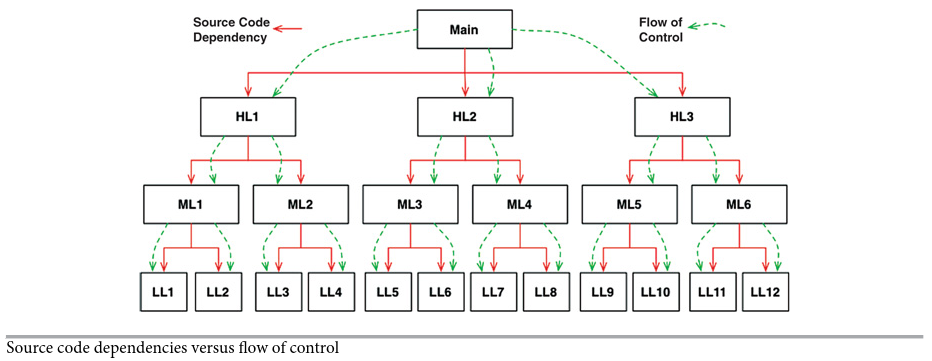 Source Code
Dependency
Main
Flow of
Control
HL1
HL2
HL3
ML1
ML2
ML3
ML4
ML5
ML6
LL1
LL2
LL3
LL4
LL5
LL6
LL7
LL8
LL9
LL10
LL11
LL12
Source code dependencies versus flow of control